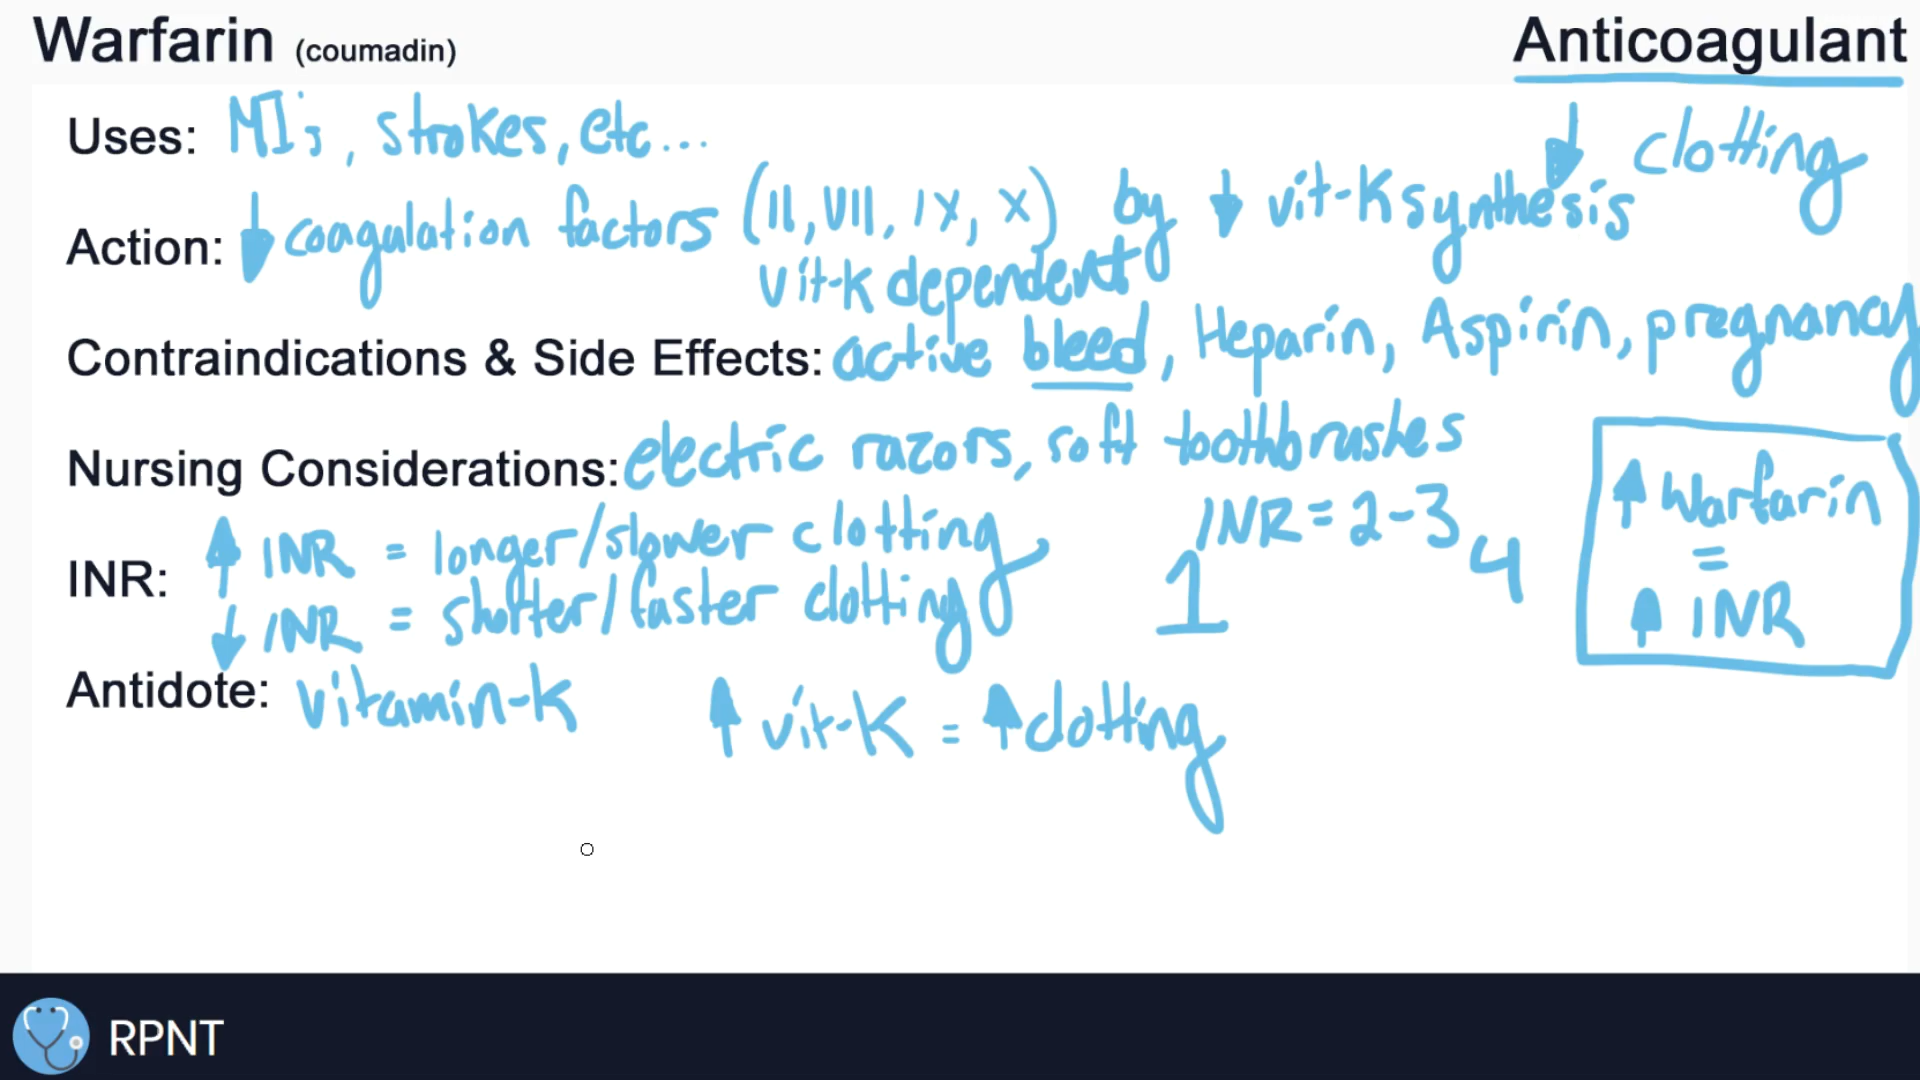 Warfarin (coumadin)
Anticoagulant
↓ clotting
Uses: MI's, strokes, etc...
Action: ↓ coagulation factors (II, VII, IX, X) by ↓ vit-K synthesis
vit-K dependent
Contraindications & Side Effects: active bleed, Heparin, Aspirin, pregnancy
Nursing Considerations: electric razors, soft toothbrushes
INR: ↑ INR = longer/slower clotting
↓ INR = shorter/faster clotting
INR = 2-3
1 4
↑ Warfarin
=
↑ INR
Antidote: vitamin-K ↑ vit-K = ↑ clotting
RPNT